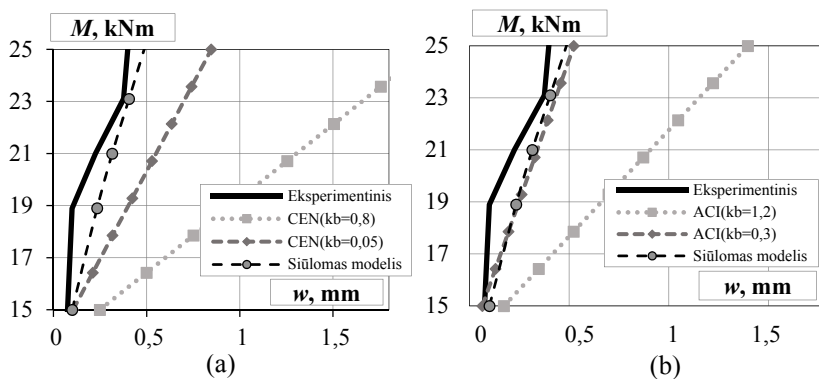 M, kNm
25
23
21
19
17
15
Eksperimentinis
CEN(kb=0,8)
CEN(kb=0,05)
Siūlomas modelis
w, mm
0
0,5
1
1,5
(a)
M, kNm
25
23
21
19
17
15
Eksperimentinis
ACI(kb=1,2)
ACI(kb=0,3)
Siūlomas modelis
w, mm
0
0,5
1
1,5
(b)